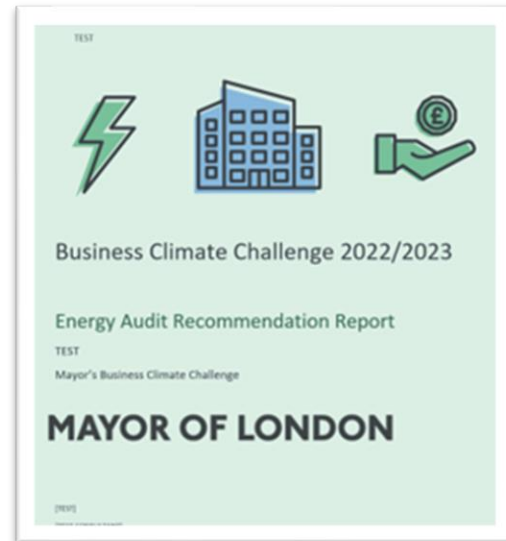 TEST
£
Business Climate Challenge 2022/2023
Energy Audit Recommendation Report
TEST
Mayor's Business Climate Challenge
MAYOR OF LONDON
[TEST]